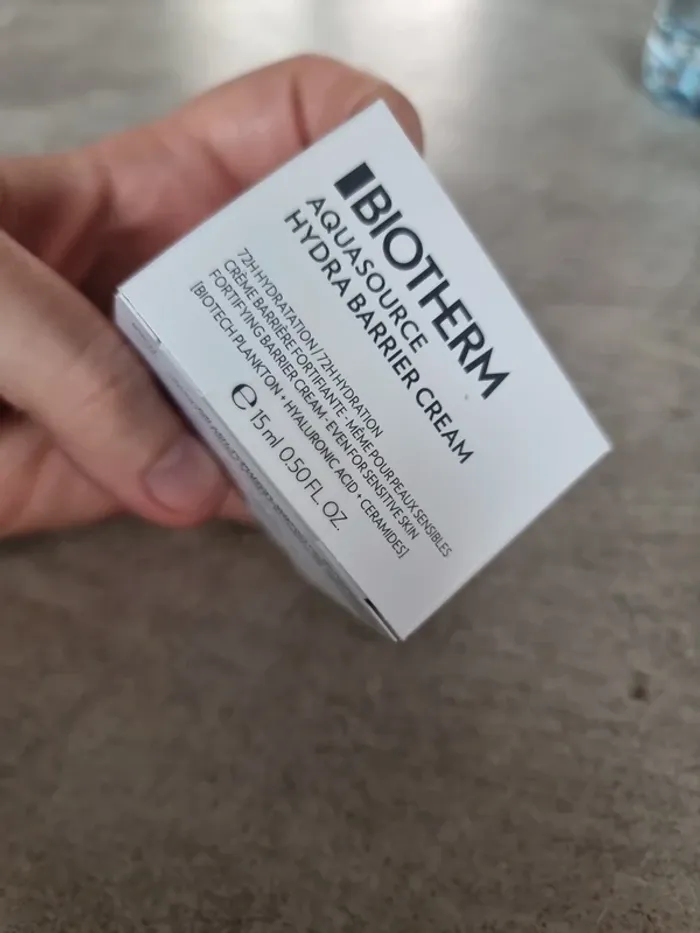 BIOTHERM
AQUASOURCE
HYDRA BARRIER CREAM
72H HYDRATATION / 72H HYDRATION
CRÈME BARRIÈRE FORTIFIANTE - MÊME POUR PEAUX SENSIBLES
FORTIFYING BARRIER CREAM - EVEN FOR SENSITIVE SKIN
[BIOTECH PLANKTON + HYALURONIC ACID + CERAMIDES]
℮ 15 ml 0.50 FL. OZ.